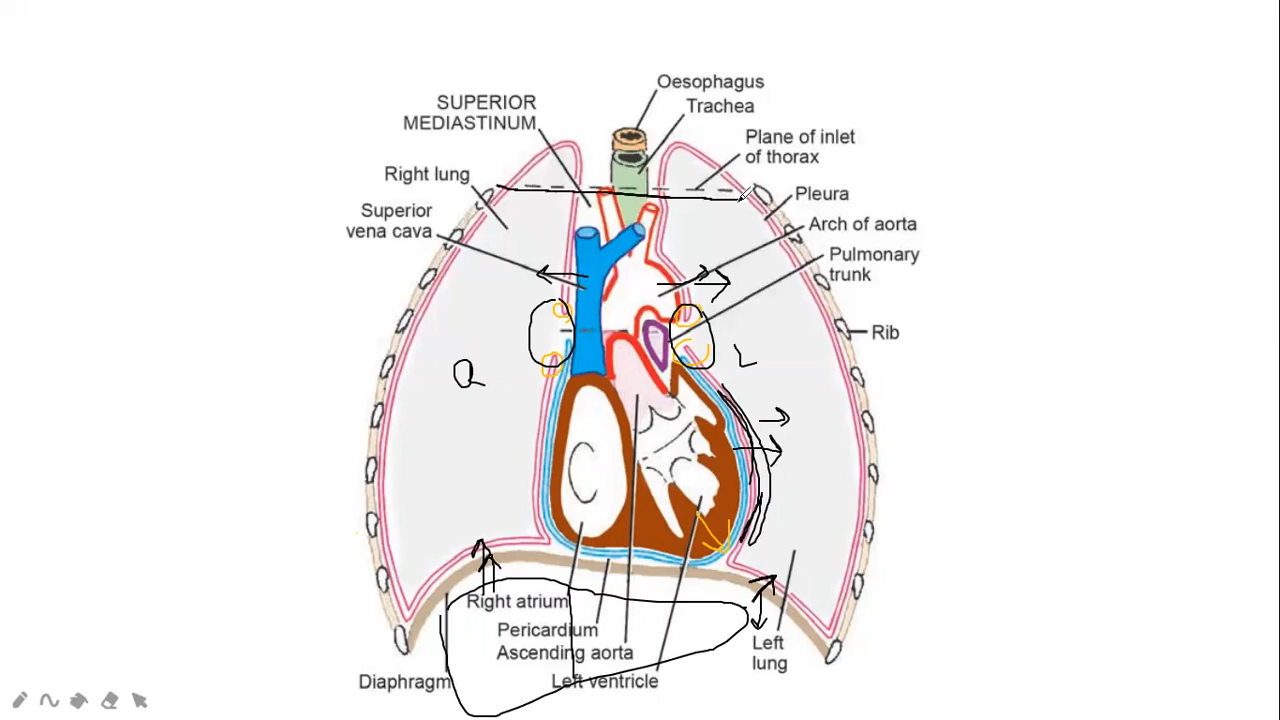 Oesophagus
Trachea
SUPERIOR
MEDIASTINUM
Plane of inlet
of thorax
Right lung
Pleura
Superior
vena cava
Arch of aorta
Pulmonary
trunk
Rib
L
Right atrium
Pericardium
Ascending aorta
Left
lung
Diaphragm
Left ventricle